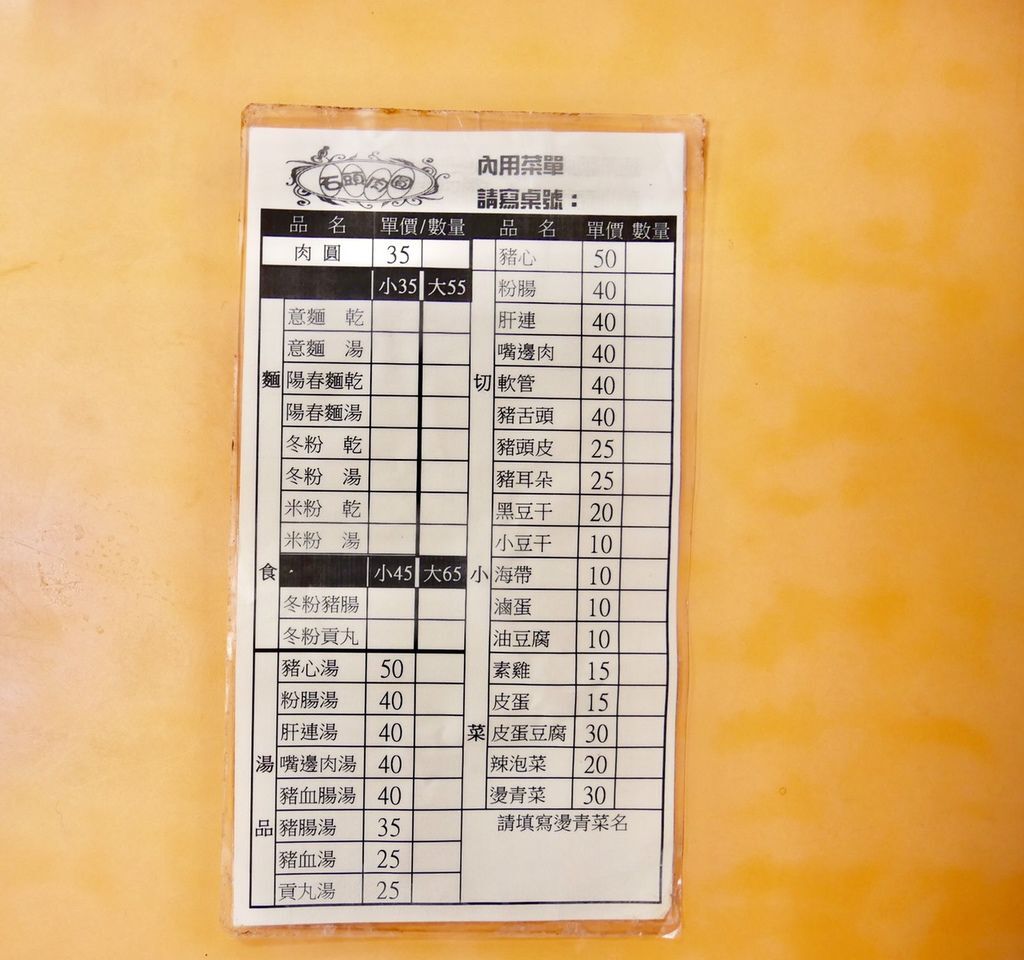 石頭肉圓
內用菜單
請寫桌號：
品 名 單價/數量
肉 圓 35
小35 大55
麵食
意麵 乾
意麵 湯
陽春麵乾
陽春麵湯
冬粉 乾
冬粉 湯
米粉 乾
米粉 湯
小45 大65
冬粉豬腸
冬粉貢丸
湯品
豬心湯 50
粉腸湯 40
肝連湯 40
嘴邊肉湯 40
豬血腸湯 40
豬腸湯 35
豬血湯 25
貢丸湯 25
品 名 單價 數量
切小菜
豬心 50
粉腸 40
肝連 40
嘴邊肉 40
軟管 40
豬舌頭 40
豬頭皮 25
豬耳朵 25
黑豆干 20
小豆干 10
海帶 10
滷蛋 10
油豆腐 10
素雞 15
皮蛋 15
皮蛋豆腐 30
辣泡菜 20
燙青菜 30
請填寫燙青菜名